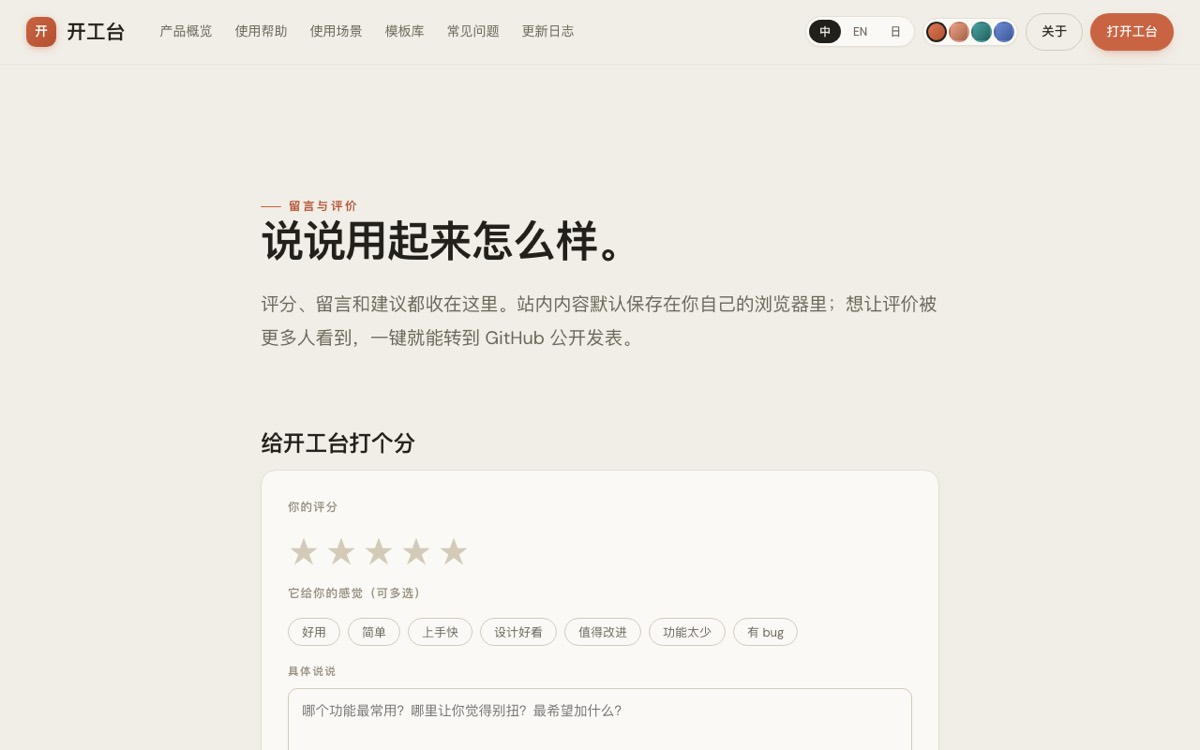 开 开工台 产品概览 使用帮助 使用场景 模板库 常见问题 更新日志 中 EN 日 关于 打开工台
留言与评价
说说用起来怎么样。
评分、留言和建议都收在这里。站内内容默认保存在你自己的浏览器里；想让评价被
更多人看到，一键就能转到 GitHub 公开发表。
给开工台打个分
你的评分
它给你的感觉（可多选）
好用 简单 上手快 设计好看 值得改进 功能太少 有 bug
具体说说
哪个功能最常用？哪里让你觉得别扭？最希望加什么？